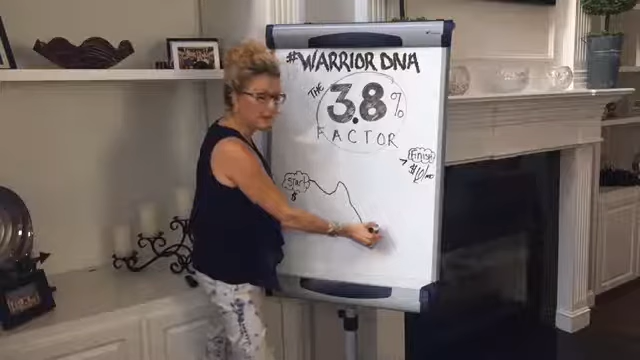 #WARRIOR DNA
THE
3.8%
FACTOR
Finish
Start
$